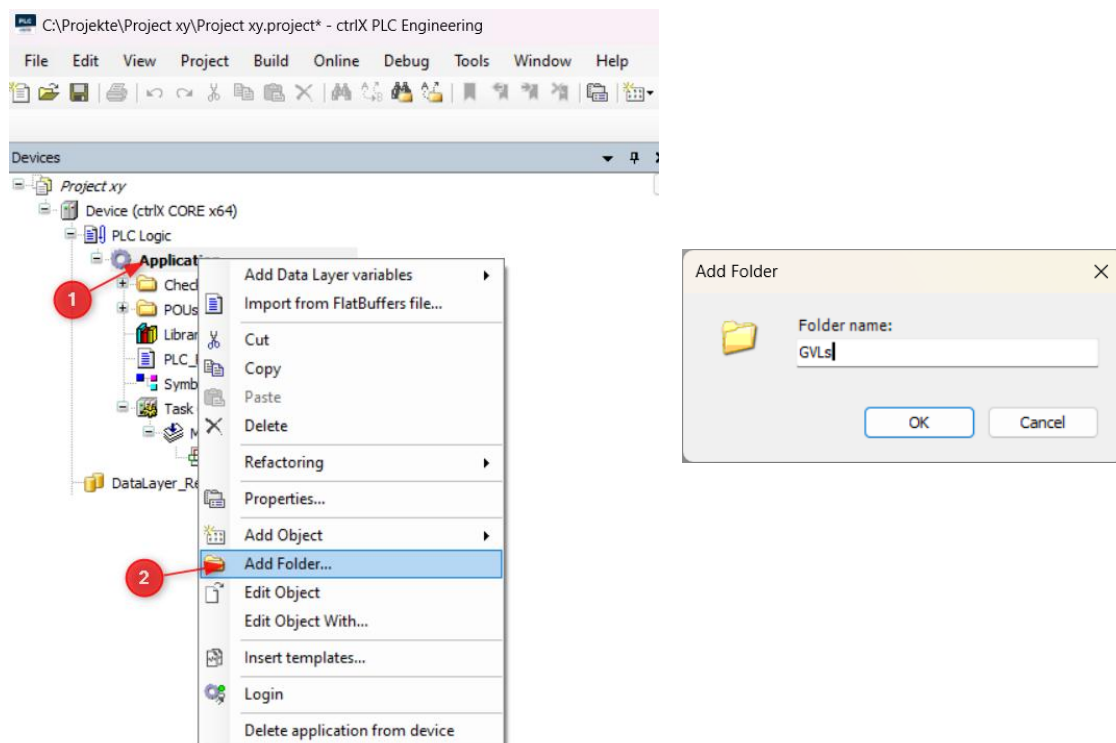 C:\Projekte\Project xy\Project xy.project* - ctrlX PLC Engineering
File Edit View Project Build Online Debug Tools Window Help
Devices
Project xy
Device (ctrlX CORE x64)
PLC Logic
Applicat
1
Chec
POUs
Librar
PLC_
Symb
Task
DataLayer_Re
Add Data Layer variables
Import from FlatBuffers file...
Cut
Copy
Paste
Delete
Refactoring
Properties...
Add Object
2
Add Folder...
Edit Object
Edit Object With...
Insert templates...
Login
Delete application from device
Add Folder
Folder name:
GVLs
OK Cancel